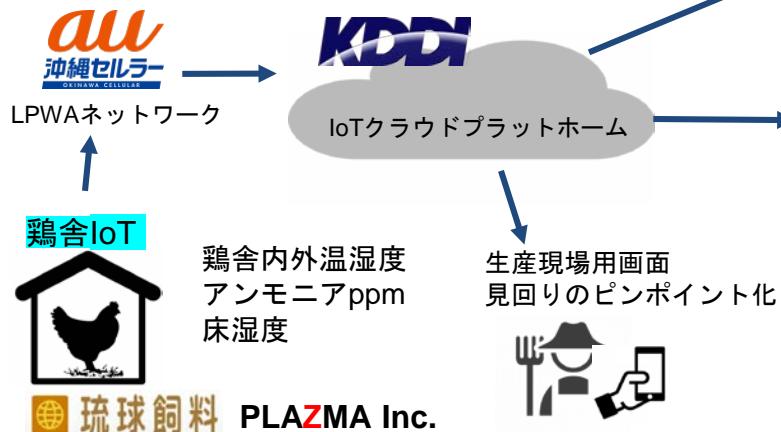 au
沖縄セルラー
OKINAWA CELLULAR
KDDI
LPWAネットワーク
IoTクラウドプラットホーム
鶏舎IoT
鶏舎内外温湿度
アンモニアppm
床湿度
生産現場用画面
見回りのピンポイント化
琉球飼料 PLAZMA Inc.